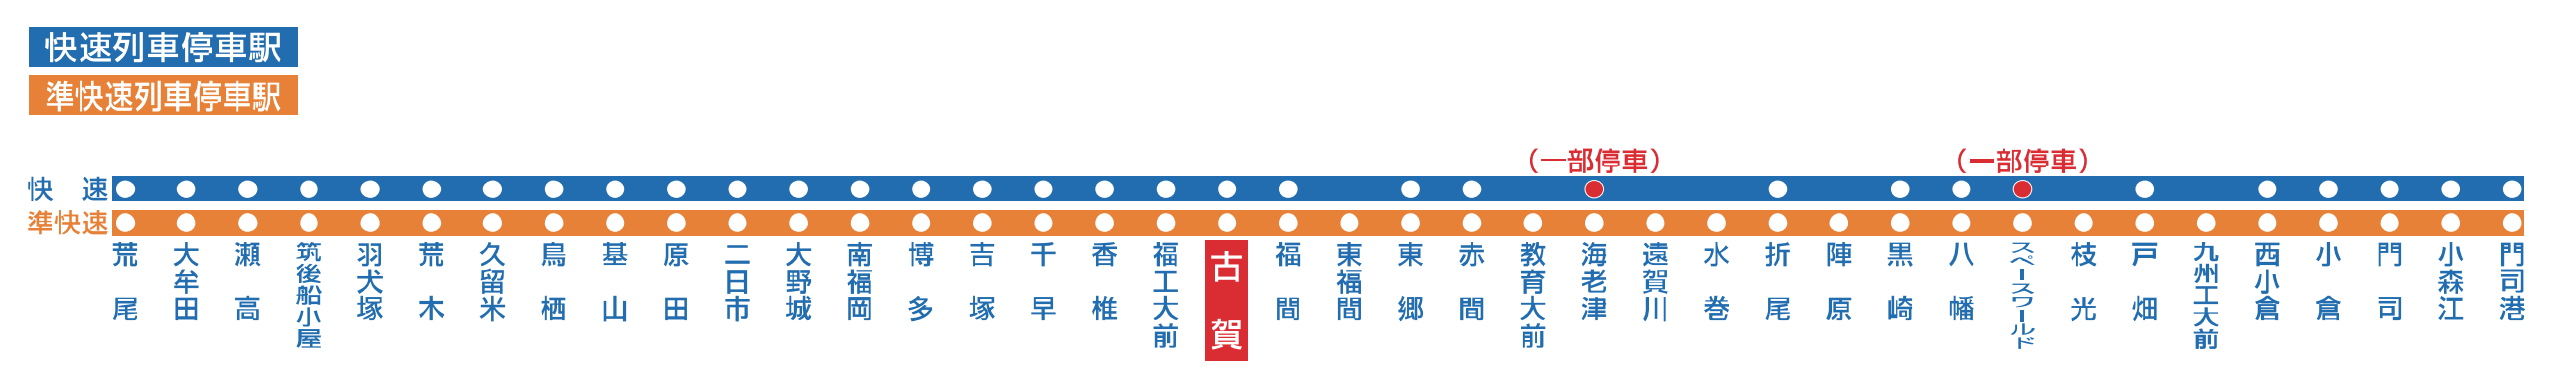 快速列車停車駅
準快速列車停車駅
（一部停車）
（一部停車）
快　速
準快速
荒尾
大牟田
瀬高
筑後船小屋
羽犬塚
荒木
久留米
鳥栖
基山
原田
二日市
大野城
南福岡
博多
吉塚
千早
香椎
福工大前
古賀
福間
東福間
東郷
赤間
教育大前
海老津
遠賀川
水巻
折尾
陣原
黒崎
八幡
スペースワールド
枝光
戸畑
九州工大前
西小倉
小倉
門司
小森江
門司港